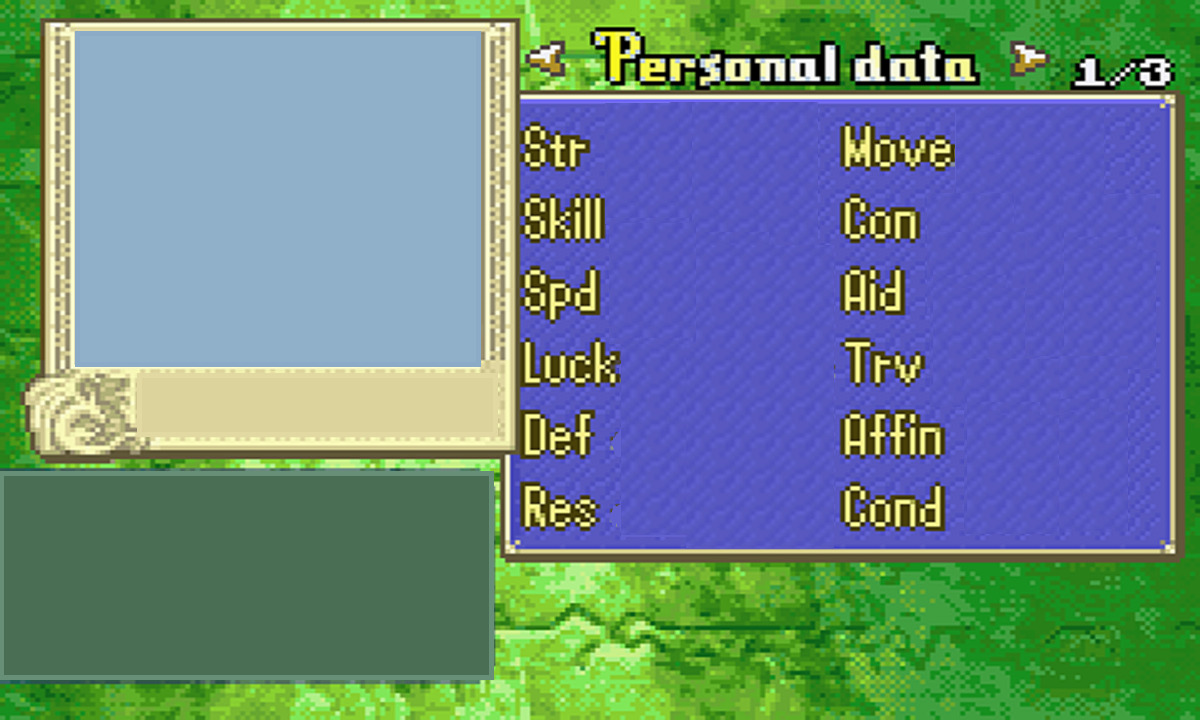 Personal data 1/3
Str Move
Skill Con
Spd Aid
Luck Trv
Def Affin
Res Cond